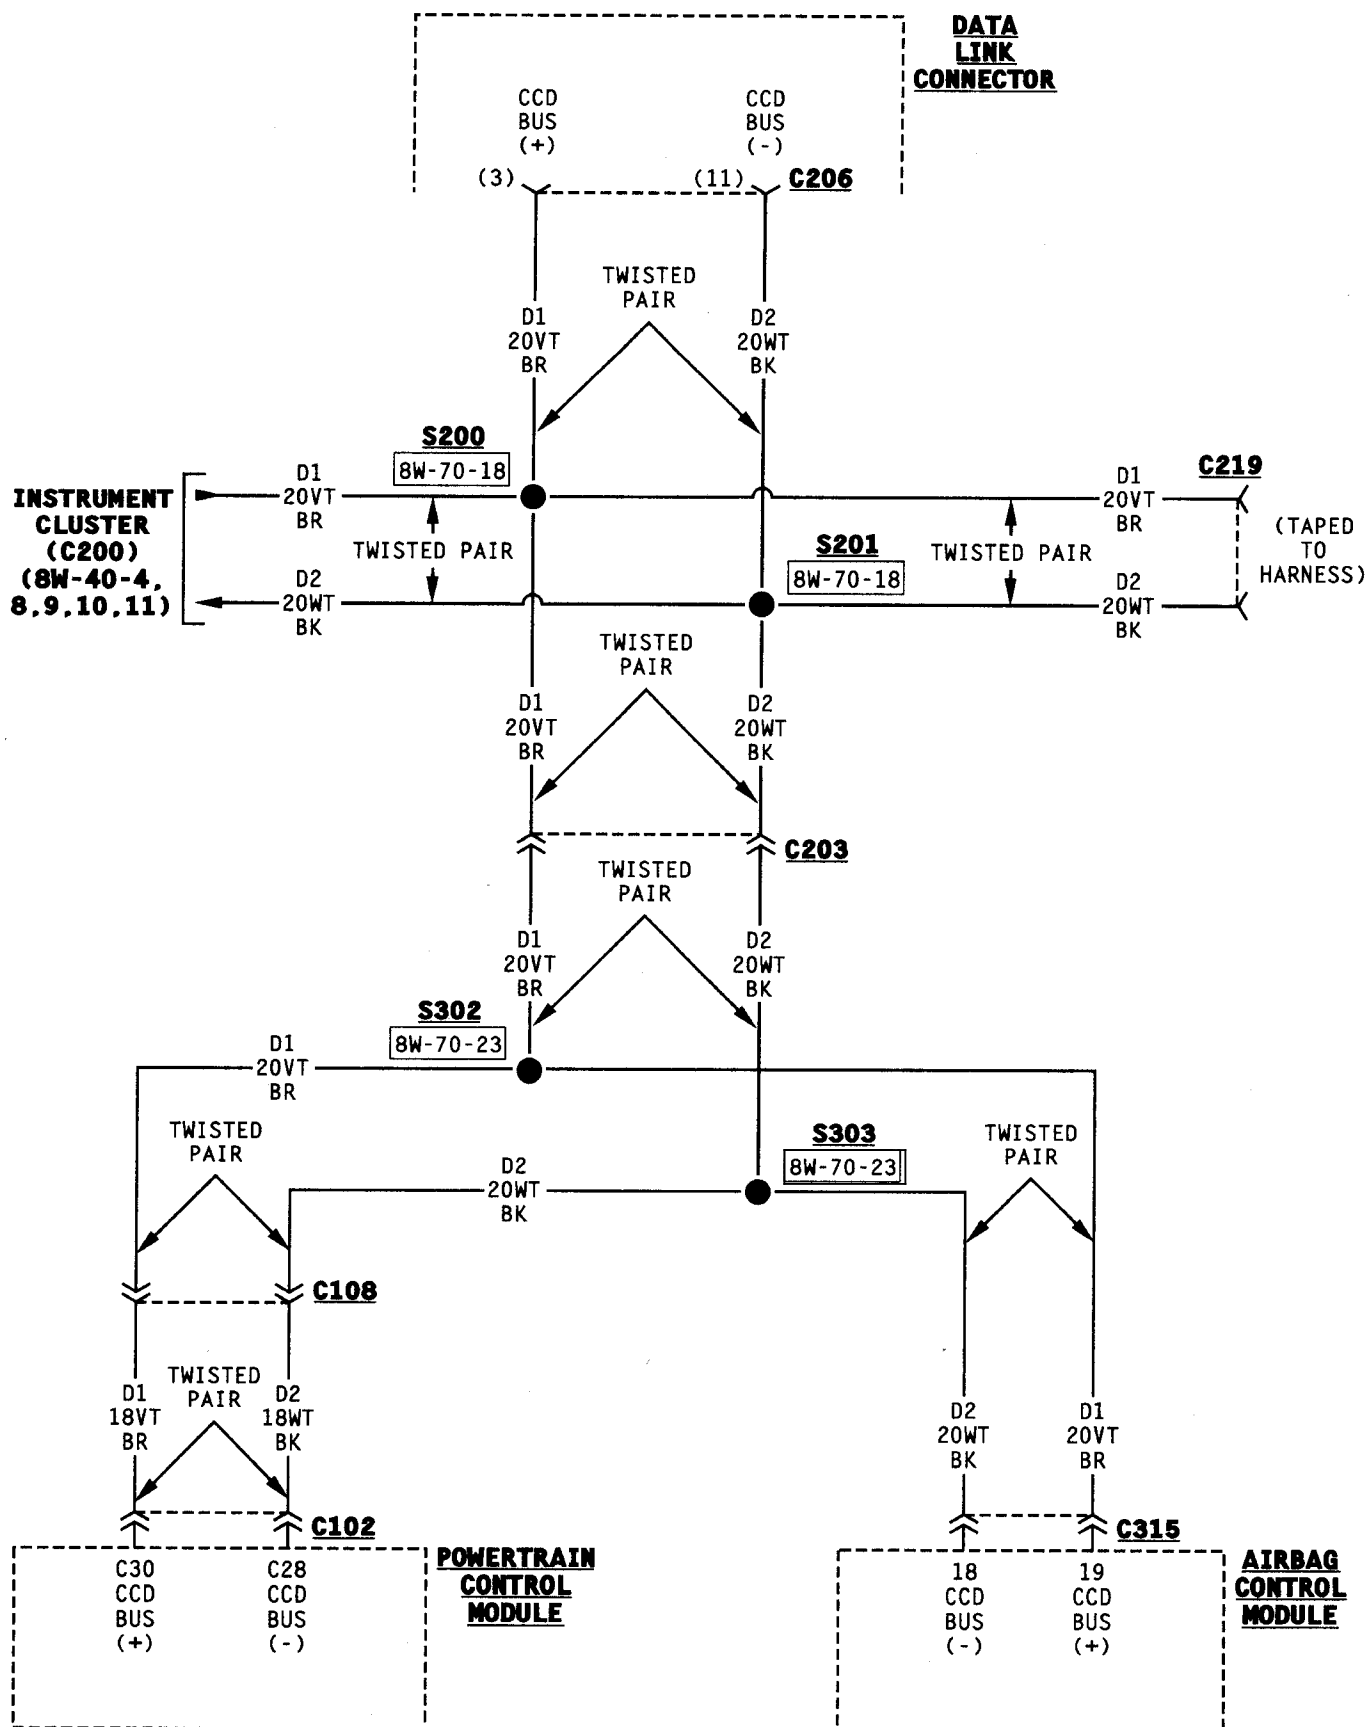 DATA
LINK
CONNECTOR
CCD
BUS
(+)
CCD
BUS
(-)
(3)
(11)
C206
TWISTED
PAIR
D1
20VT
BR
D2
20WT
BK
S200
8W-70-18
C219
INSTRUMENT
CLUSTER
(C200)
(8W-40-4,
8,9,10,11)
D1
20VT
BR
D1
20VT
BR
TWISTED PAIR
S201
8W-70-18
TWISTED PAIR
(TAPED
TO
HARNESS)
D2
20WT
BK
D2
20WT
BK
TWISTED
PAIR
D1
20VT
BR
D2
20WT
BK
C203
TWISTED
PAIR
D1
20VT
BR
D2
20WT
BK
S302
8W-70-23
D1
20VT
BR
TWISTED
PAIR
S303
8W-70-23
TWISTED
PAIR
D2
20WT
BK
C108
TWISTED
PAIR
D1
18VT
BR
D2
18WT
BK
D2
20WT
BK
D1
20VT
BR
C102
C315
C30
CCD
BUS
(+)
C28
CCD
BUS
(-)
POWERTRAIN
CONTROL
MODULE
18
CCD
BUS
(-)
19
CCD
BUS
(+)
AIRBAG
CONTROL
MODULE